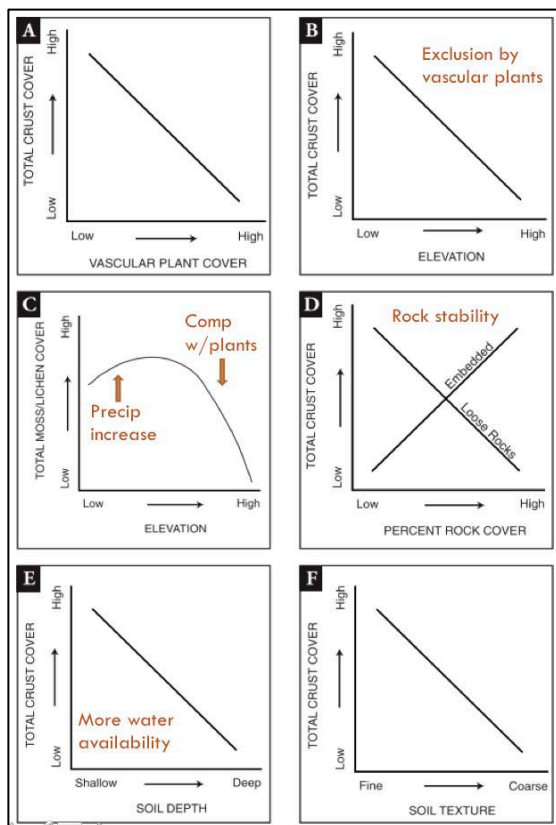 A
TOTAL CRUST COVER
High
Low
Low
High
VASCULAR PLANT COVER
B
Exclusion by
vascular plants
TOTAL CRUST COVER
High
Low
Low
High
ELEVATION
C
Comp
w/plants
Precip
increase
TOTAL MOSS/LICHEN COVER
High
Low
Low
High
ELEVATION
D
Rock stability
Embedded
Loose Rocks
TOTAL CRUST COVER
High
Low
Low
High
PERCENT ROCK COVER
E
More water
availability
TOTAL CRUST COVER
High
Low
Shallow
Deep
SOIL DEPTH
F
TOTAL CRUST COVER
High
Low
Fine
Coarse
SOIL TEXTURE